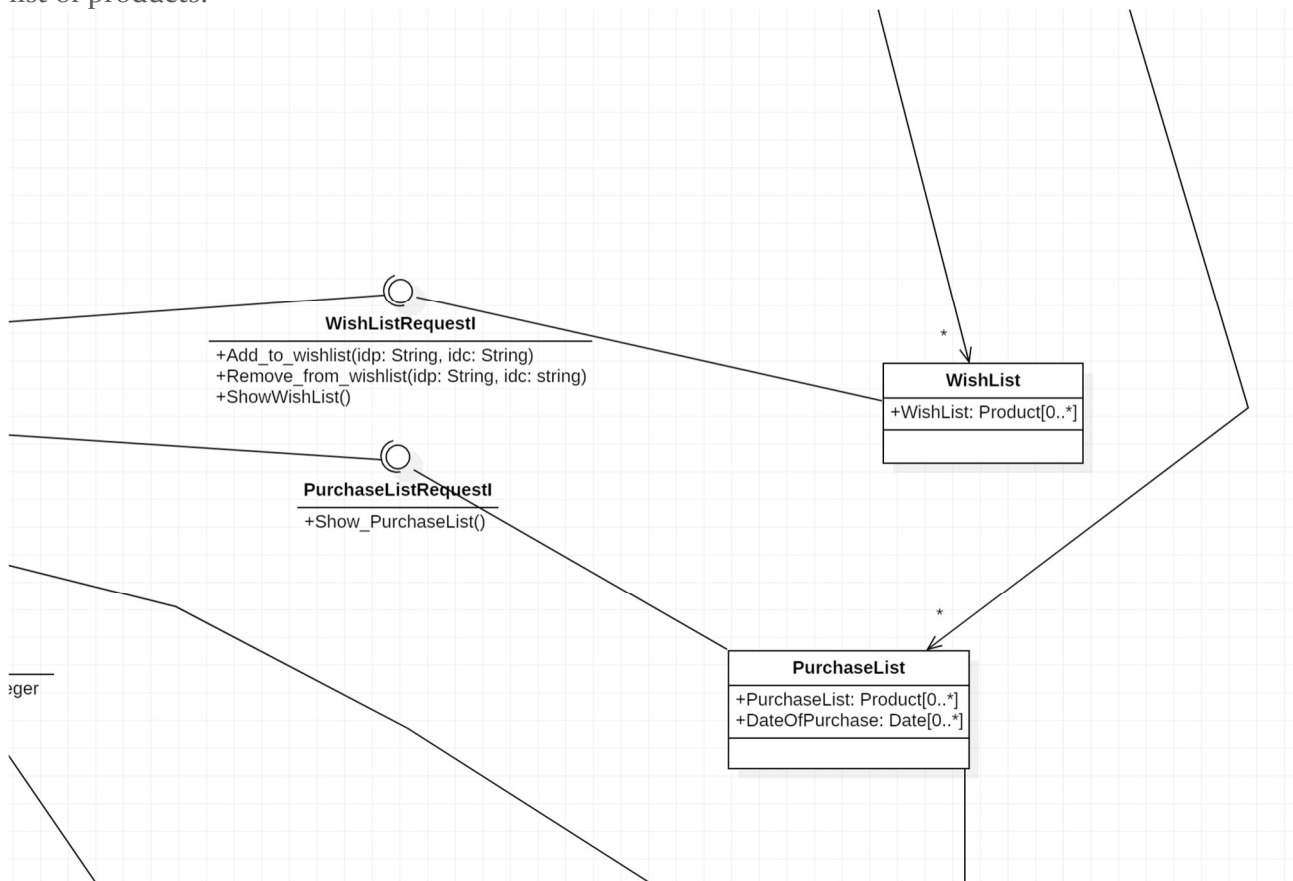 list of products.
WishListRequestI
+Add_to_wishlist(idp: String, idc: String)
+Remove_from_wishlist(idp: String, idc: string)
+ShowWishList()
*
WishList
+WishList: Product[0..*]
PurchaseListRequestI
+Show_PurchaseList()
*
PurchaseList
+PurchaseList: Product[0..*]
+DateOfPurchase: Date[0..*]